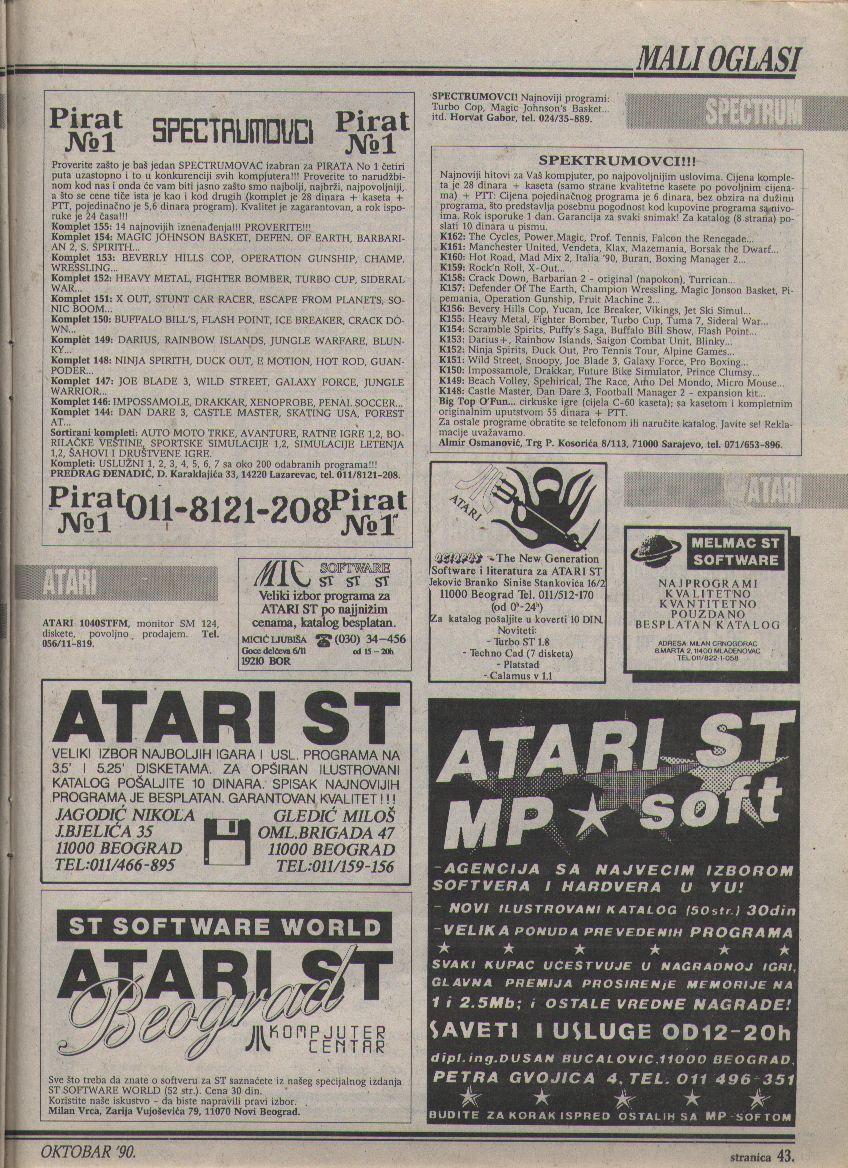 MALI OGLASI
Pirat
№1
SPECTRUMOVCI
Pirat
№1
Proverite zašto je baš jedan SPECTRUMOVAC izabran za PIRATA No 1 četiri
puta uzastopno i to u konkurenciji svih kompjutera!!! Proverite to narudžbi-
nom kod nas i onda će vam biti jasno zašto smo najbolji, najbrži, najpovoljniji,
a što se cene tiče ista je kao i kod drugih (komplet je 28 dinara + kaseta +
PTT, pojedinačno je 5,6 dinara program). Kvalitet je zagarantovan, a rok ispo-
ruke je 24 časa!!!
Komplet 155: 14 najnovijih iznenađenja!!! PROVERITE!!!
Komplet 154: MAGIC JOHNSON BASKET, DEFEN. OF EARTH, BARBARI-
AN 2, S. SPIRITH...
Komplet 153: BEVERLY HILLS COP, OPERATION GUNSHIP, CHAMP.
WRESSLING...
Komplet 152: HEAVY METAL, FIGHTER BOMBER, TURBO CUP, SIDERAL
WAR...
Komplet 151: X OUT, STUNT CAR RACER, ESCAPE FROM PLANETS, SO-
NIC BOOM...
Komplet 150: BUFFALO BILL'S, FLASH POINT, ICE BREAKER, CRACK DO-
WN...
Komplet 149: DARIUS, RAINBOW ISLANDS, JUNGLE WARFARE, BLUN-
KY...
Komplet 148: NINJA SPIRITH, DUCK OUT, E MOTION, HOT ROD, GUAN-
PODER...
Komplet 147: JOE BLADE 3, WILD STREET, GALAXY FORCE, JUNGLE
WARRIOR...
Komplet 146: IMPOSSAMOLE, DRAKKAR, XENOPROBE, PENAL SOCCER...
Komplet 144: DAN DARE 3, CASTLE MASTER, SKATING USA, FOREST
AT...
Sortirani kompleti: AUTO MOTO TRKE, AVANTURE, RATNE IGRE 1,2, BO-
RILAČKE VEŠTINE, SPORTSKE SIMULACIJE 1,2, SIMULACIJE LETENJA
1,2, ŠAHOVI I DRUŠTVENE IGRE.
Kompleti: USLUŽNI 1, 2, 3, 4, 5, 6, 7 sa oko 200 odabranih programa!!!
PREDRAG ĐENADIĆ, D. Karaklajića 33, 14220 Lazarevac, tel. 011/8121-208.
Pirat
№1
011-8121-208
Pirat
№1
SPECTRUMOVCI! Najnoviji programi:
Turbo Cop, Magic Johnson's Basket...
itd. Horvat Gabor, tel. 024/35-889.
SPECTRUM
SPEKTRUMOVCI!!!
Najnoviji hitovi za Vaš kompjuter, po najpovoljnijim uslovima. Cijena komple-
ta je 28 dinara + kaseta (samo strane kvalitetne kasete po povoljnim cijena-
ma) + PTT: Cijena pojedinačnog programa je 6 dinara, bez obzira na dužinu
programa, što predstavlja posebnu pogodnost kod kupovine programa sa nivo-
ima. Rok isporuke 1 dan. Garancija za svaki snimak! Za katalog (8 strana) po-
slati 10 dinara u pismu.
K162: The Cycles, Power Magic, Prof. Tennis, Falcon the Renegade...
K161: Manchester United, Vendeta, Klax, Mazemania, Borsak the Dwarf...
K160: Hot Road, Mad Mix 2, Italia '90, Buran, Boxing Manager 2...
K159: Rock'n Roll, X-Out...
K158: Crack Down, Barbarian 2 - original (napokon), Turrican...
K157: Defender Of The Earth, Champion Wressling, Magic Jonson Basket, Pi-
pemania, Operation Gunship, Fruit Machine 2...
K156: Bevery Hills Cop, Yucan, Ice Breaker, Vikings, Jet Ski Simul...
K155: Heavy Metal, Fighter Bomber, Turbo Cup, Tuma 7, Sideral War...
K154: Scramble Spirits, Puffy's Saga, Buffalo Bill Show, Flash Point...
K153: Darius+, Rainbow Islands, Saigon Combat Unit, Blinky...
K152: Ninja Spirits, Duck Out, Pro Tennis Tour, Alpine Games...
K151: Wild Street, Snoopy, Joe Blade 3, Galaxy Force, Pro Boxing...
K150: Impossamole, Drakkar, Future Bike Simulator, Prince Clumsy...
K149: Beach Volley, Spehirical, The Race, Arho Del Mondo, Micro Mouse...
K148: Castle Master, Dan Dare 3, Football Manager 2 - expansion kit...
Big Top O'Fun... cirkuske igre (cijela C-60 kaseta); sa kasetom i kompletnim
originalnim uputstvom 55 dinara + PTT.
Za ostale programe obratite se telefonom ili naručite katalog. Javite se! Rekla-
macije uvažavamo.
Almir Osmanović, Trg P. Kosorića 8/113, 71000 Sarajevo, tel. 071/653-896.
ATARI
ATARI
OCTOPUS - The New Generation
Software i literatura za ATARI ST
Jeković Branko Siniše Stankovića 16/2
11000 Beograd Tel. 011/512-170
(od 0h-24h)
Za katalog pošaljite u koverti 10 DIN.
Noviteti:
- Turbo ST 1.8
- Techno Cad (7 disketa)
- Platstad
- Calamus v 1.1
MELMAC ST
SOFTWARE
NAJPROGRAMI
KVALITETNO
KVANTITETNO
POUZDANO
BESPLATAN KATALOG
ADRESA: MILAN CRNOGORAC
8.MARTA 2, 11400 MLADENOVAC
TEL.011/822-1-058
ATARI
ATARI 1040STFM, monitor SM 124,
diskete, povoljno prodajem. Tel.
056/11-819.
MIC SOFTWARE
ST ST ST
Veliki izbor programa za
ATARI ST po najjnižim
cenama, katalog besplatan.
MICIĆ LJUBIŠA ☎(030) 34-456
Goce delčeva 6/11 od 15-20h
19210 BOR
ATARI ST
VELIKI IZBOR NAJBOLJIH IGARA I USL. PROGRAMA NA
3.5' I 5.25' DISKETAMA. ZA OPŠIRAN ILUSTROVANI
KATALOG POŠALJITE 10 DINARA. SPISAK NAJNOVIJIH
PROGRAMA JE BESPLATAN. GARANTOVAN KVALITET!!!
JAGODIĆ NIKOLA
J.BJELIĆA 35
11000 BEOGRAD
TEL:011/466-895
GLEDIĆ MILOŠ
OML.BRIGADA 47
11000 BEOGRAD
TEL:011/159-156
ST SOFTWARE WORLD
ATARI ST
Beograd
KOMPJUTER
CENTAR
Sve što treba da znate o softveru za ST saznaćete iz našeg specijalnog izdanja
ST SOFTWARE WORLD (52 str.). Cena 30 din.
Koristite naše iskustvo - da biste napravili pravi izbor.
Milan Vrca, Zarija Vujoševića 79, 11070 Novi Beograd.
ATARI ST
MP ★ soft
-AGENCIJA SA NAJVECIM IZBOROM
SOFTVERA I HARDVERA U YU!
- NOVI ILUSTROVANI KATALOG (50str.) 30din
-VELIKA PONUDA PREVEDENIH PROGRAMA
SVAKI KUPAC UCESTVUJE U NAGRADNOJ IGRI,
GLAVNA PREMIJA PROSIRENJE MEMORIJE NA
1 i 2.5Mb; i OSTALE VREDNE NAGRADE!
SAVETI I USLUGE OD 12-20h
dipl.ing.DUSAN BUCALOVIC.11000 BEOGRAD,
PETRA GVOJICA 4, TEL. 011 496-351
BUDITE ZA KORAK ISPRED OSTALIH SA MP-SOFTOM
OKTOBAR '90.
stranica 43.